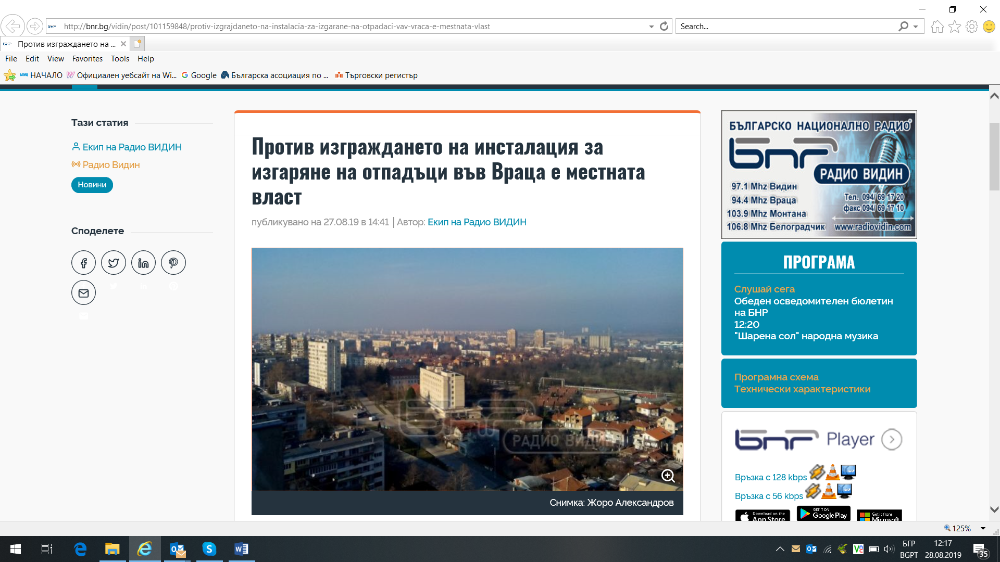 http://bnr.bg/vidin/post/101159848/protiv-izgrajdaneto-na-instalacia-za-izgarane-na-otpadaci-vav-vraca-e-mestnata-vlast
Search...
Против изграждането на ...
File Edit View Favorites Tools Help
НАЧАЛО Официален уебсайт на Wi... Google Българска асоциация по ... Търговски регистър
Тази статия
Екип на Радио ВИДИН
Радио Видин
Новини
Споделете
Против изграждането на инсталация за
изгаряне на отпадъци във Враца е местната
власт
публикувано на 27.08.19 в 14:41 | Автор: Екип на Радио ВИДИН
бнр
РАДИО ВИДИН
Снимка: Жоро Александров
БЪЛГАРСКО НАЦИОНАЛНО РАДИО
бнр
РАДИО ВИДИН
97.1 Mhz Видин
94.4 Mhz Враца
103.9 Mhz Монтана
106.8 Mhz Белоградчик
Тел. 094/ 69 17 20
факс 094/ 69 17 10
www.radiovidin.com
ПРОГРАМА
Слушай сега
Обеден осведомителен бюлетин
на БНР
12:20
"Шарена сол" народна музика
Програмна схема
Технически характеристики
бнр Player
Връзка с 128 kbps
Връзка с 56 kbps
Download on the
App Store
GET IT ON
Google Play
Get it from
Microsoft
125%
БГР
BGPT
12:17
28.08.2019
35